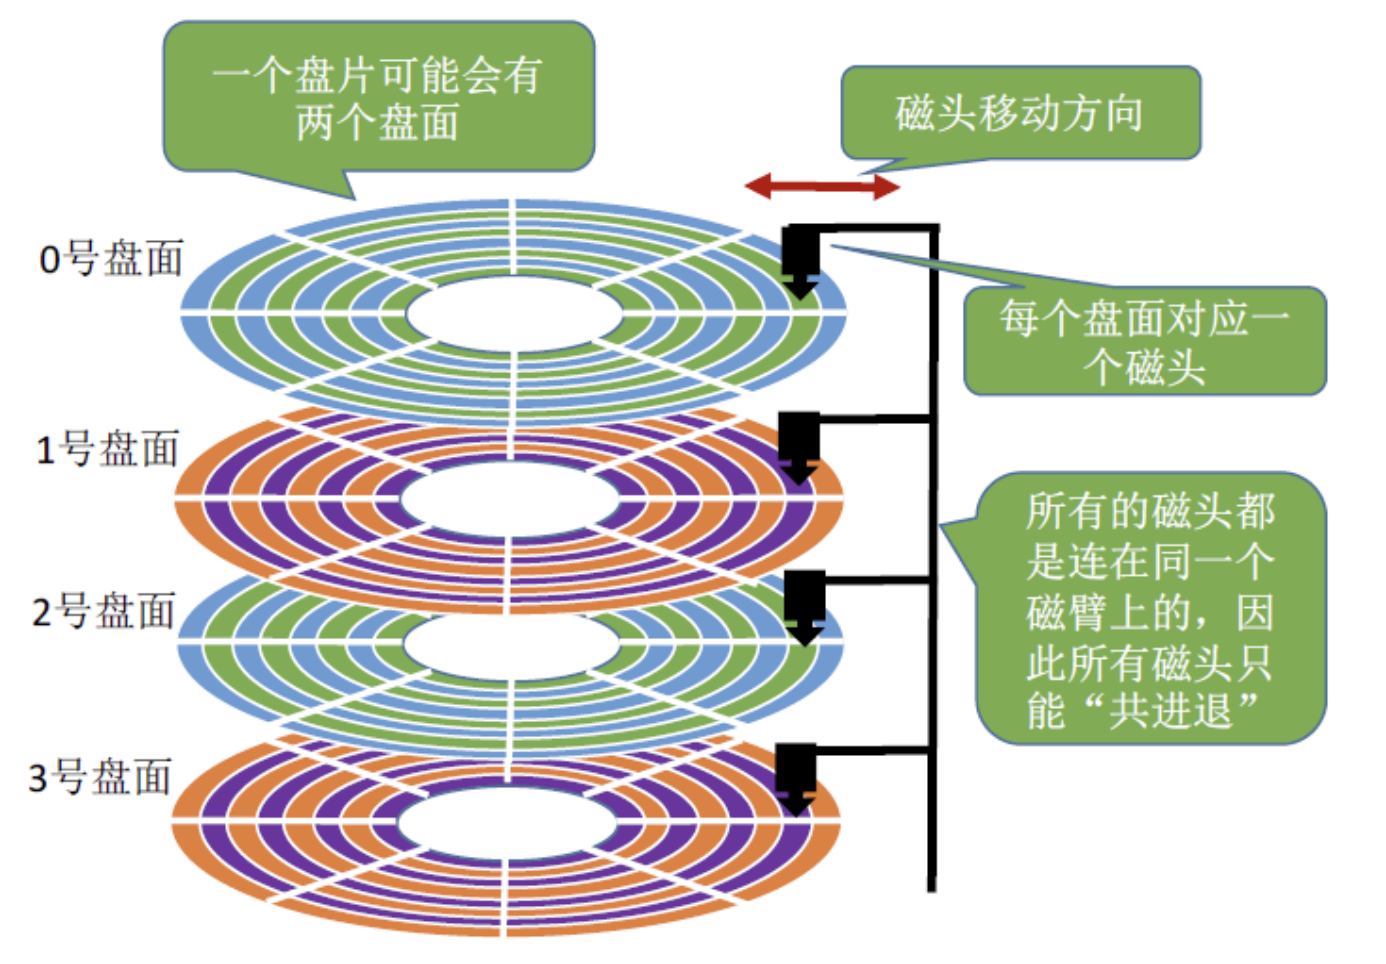 一个盘片可能会有
两个盘面
磁头移动方向
0号盘面
每个盘面对应一
个磁头
1号盘面
所有的磁头都
是连在同一个
磁臂上的，因
此所有磁头只
能“共进退”
2号盘面
3号盘面